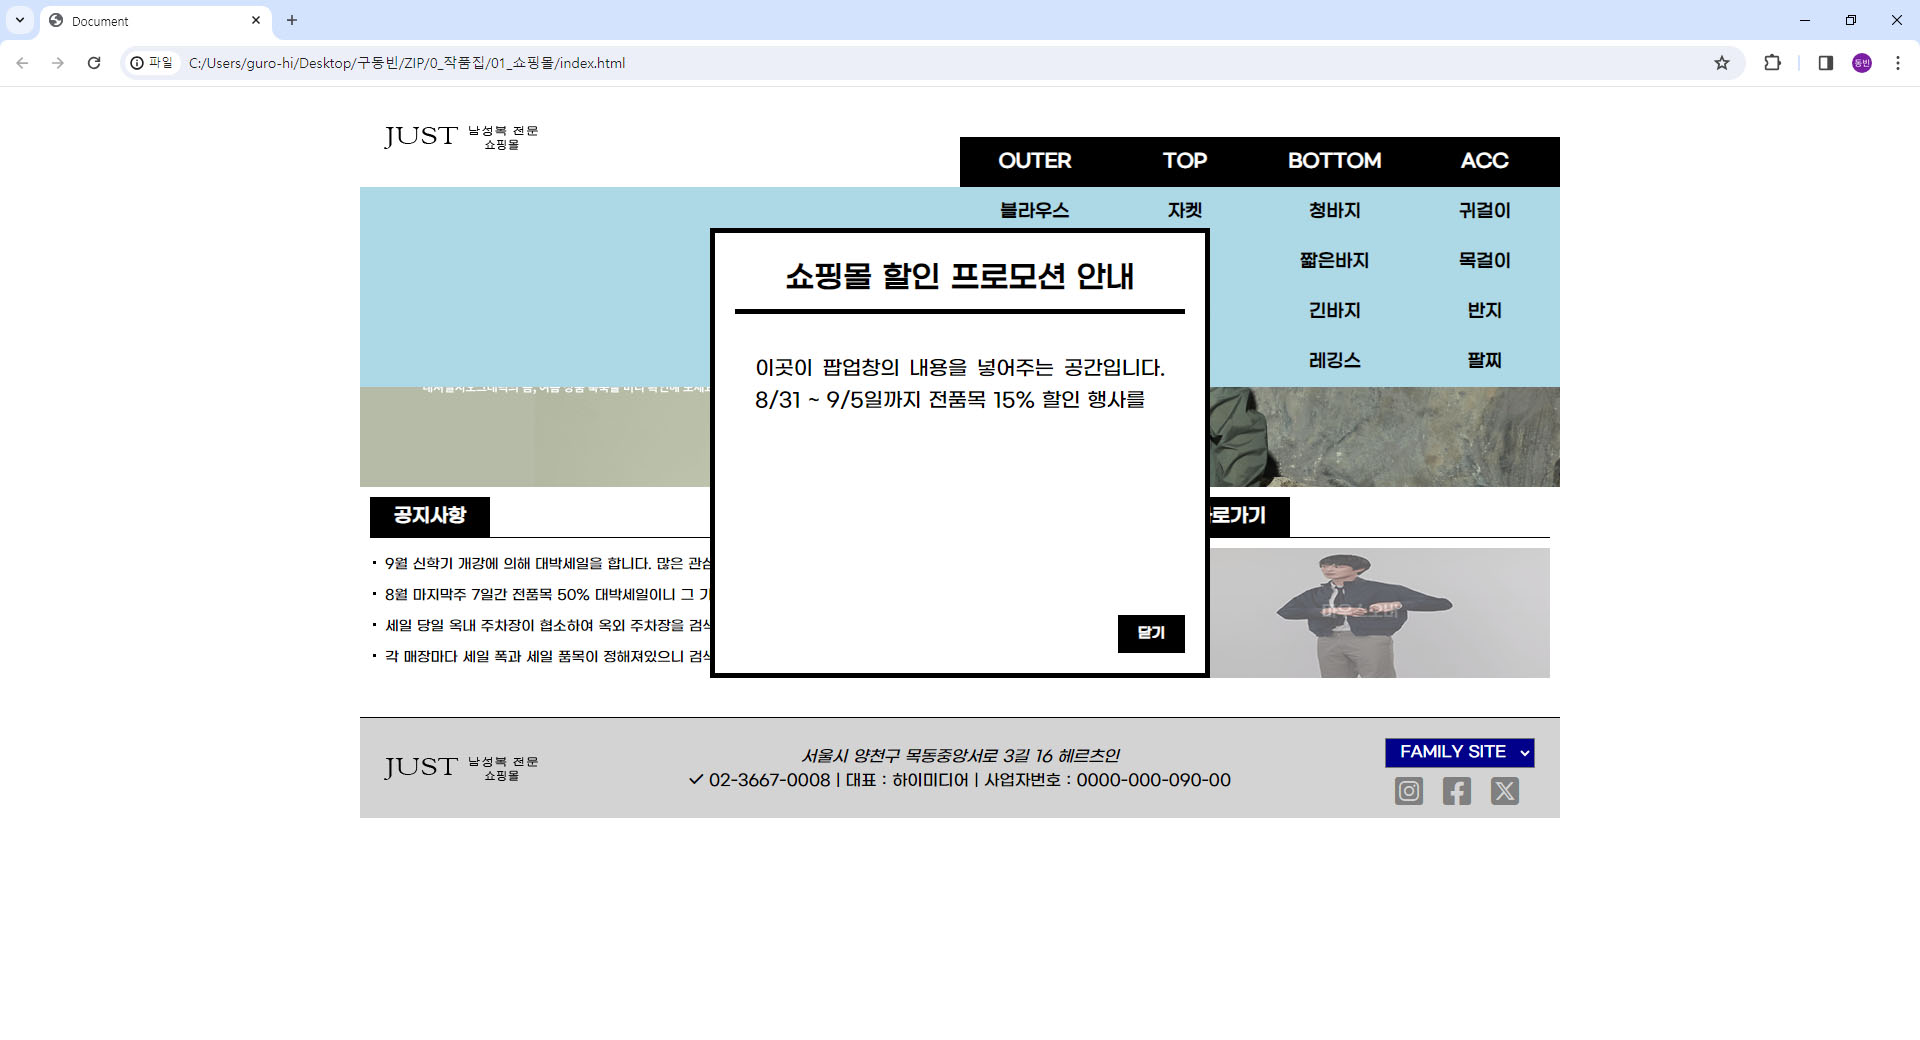 Document
파일 C:/Users/guro-hi/Desktop/구동빈/ZIP/0_작품집/01_쇼핑몰/index.html
동빈
JUST 남성복 전문
쇼핑몰
OUTER TOP BOTTOM ACC
블라우스 자켓 청바지 귀걸이
짧은바지 목걸이
긴바지 반지
레깅스 팔찌
쇼핑몰 할인 프로모션 안내
이곳이 팝업창의 내용을 넣어주는 공간입니다.
8/31 ~ 9/5일까지 전품목 15% 할인 행사를
닫기
공지사항
로가기
· 9월 신학기 개강에 의해 대박세일을 합니다. 많은
· 8월 마지막주 7일간 전품목 50% 대박세일이니 그
· 세일 당일 옥내 주차장이 협소하여 옥외 주차장을
· 각 매장마다 세일 폭과 세일 품목이 정해져있으니
JUST 남성복 전문
쇼핑몰
서울시 양천구 목동중앙서로 3길 16 헤르츠인
02-3667-0008 | 대표 : 하이미디어 | 사업자번호 : 0000-000-090-00
FAMILY SITE